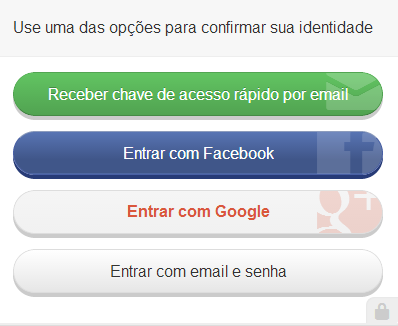 Use uma das opções para confirmar sua identidade
Receber chave de acesso rápido por email
Entrar com Facebook
Entrar com Google
Entrar com email e senha